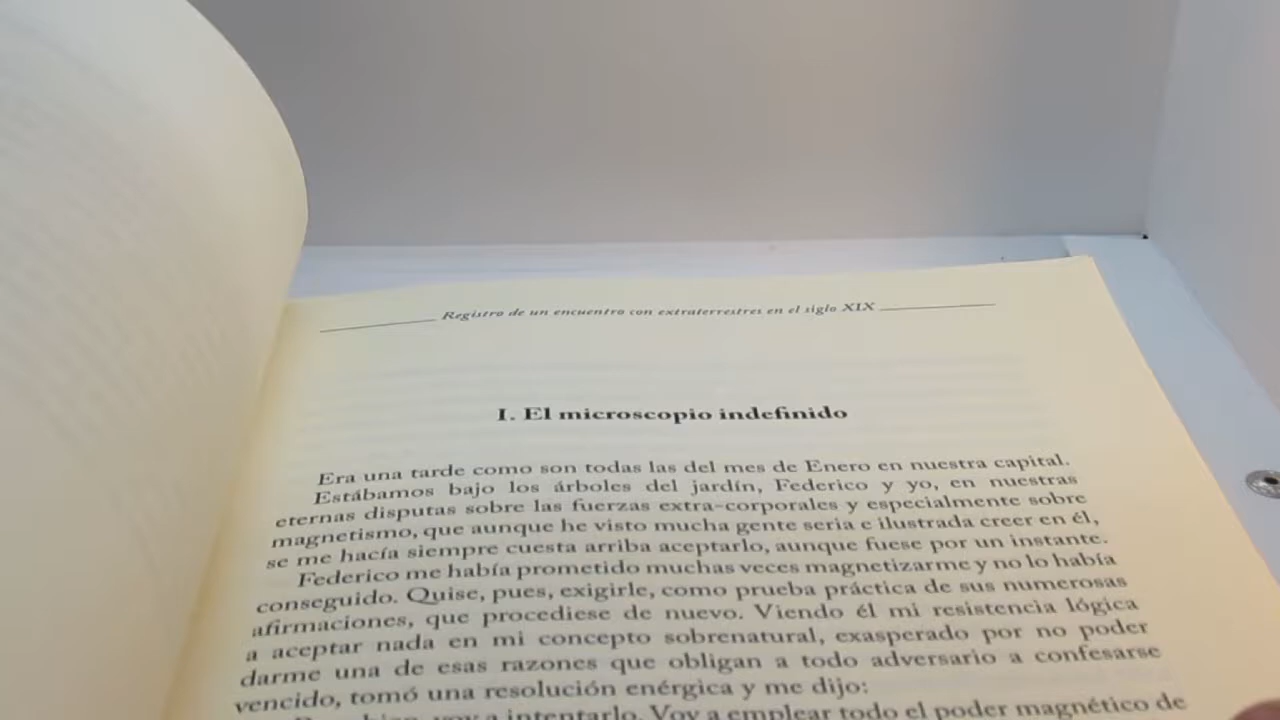 Registro de un encuentro con extraterrestres en el siglo XIX
I. El microscopio indefinido
Era una tarde como son todas las del mes de Enero en nuestra capital.
Estábamos bajo los árboles del jardín, Federico y yo, en nuestras
eternas disputas sobre las fuerzas extra-corporales y especialmente sobre
magnetismo, que aunque he visto mucha gente seria e ilustrada creer en él,
se me hacía siempre cuesta arriba aceptarlo, aunque fuese por un instante.
Federico me había prometido muchas veces magnetizarme y no lo había
conseguido. Quise, pues, exigirle, como prueba práctica de sus numerosas
afirmaciones, que procediese de nuevo. Viendo él mi resistencia lógica
a aceptar nada en mi concepto sobrenatural, exasperado por no poder
darme una de esas razones que obligan a todo adversario a confesarse
vencido, tomó una resolución enérgica y me dijo:
bien, voy a intentarlo. Voy a emplear todo el poder magnético de